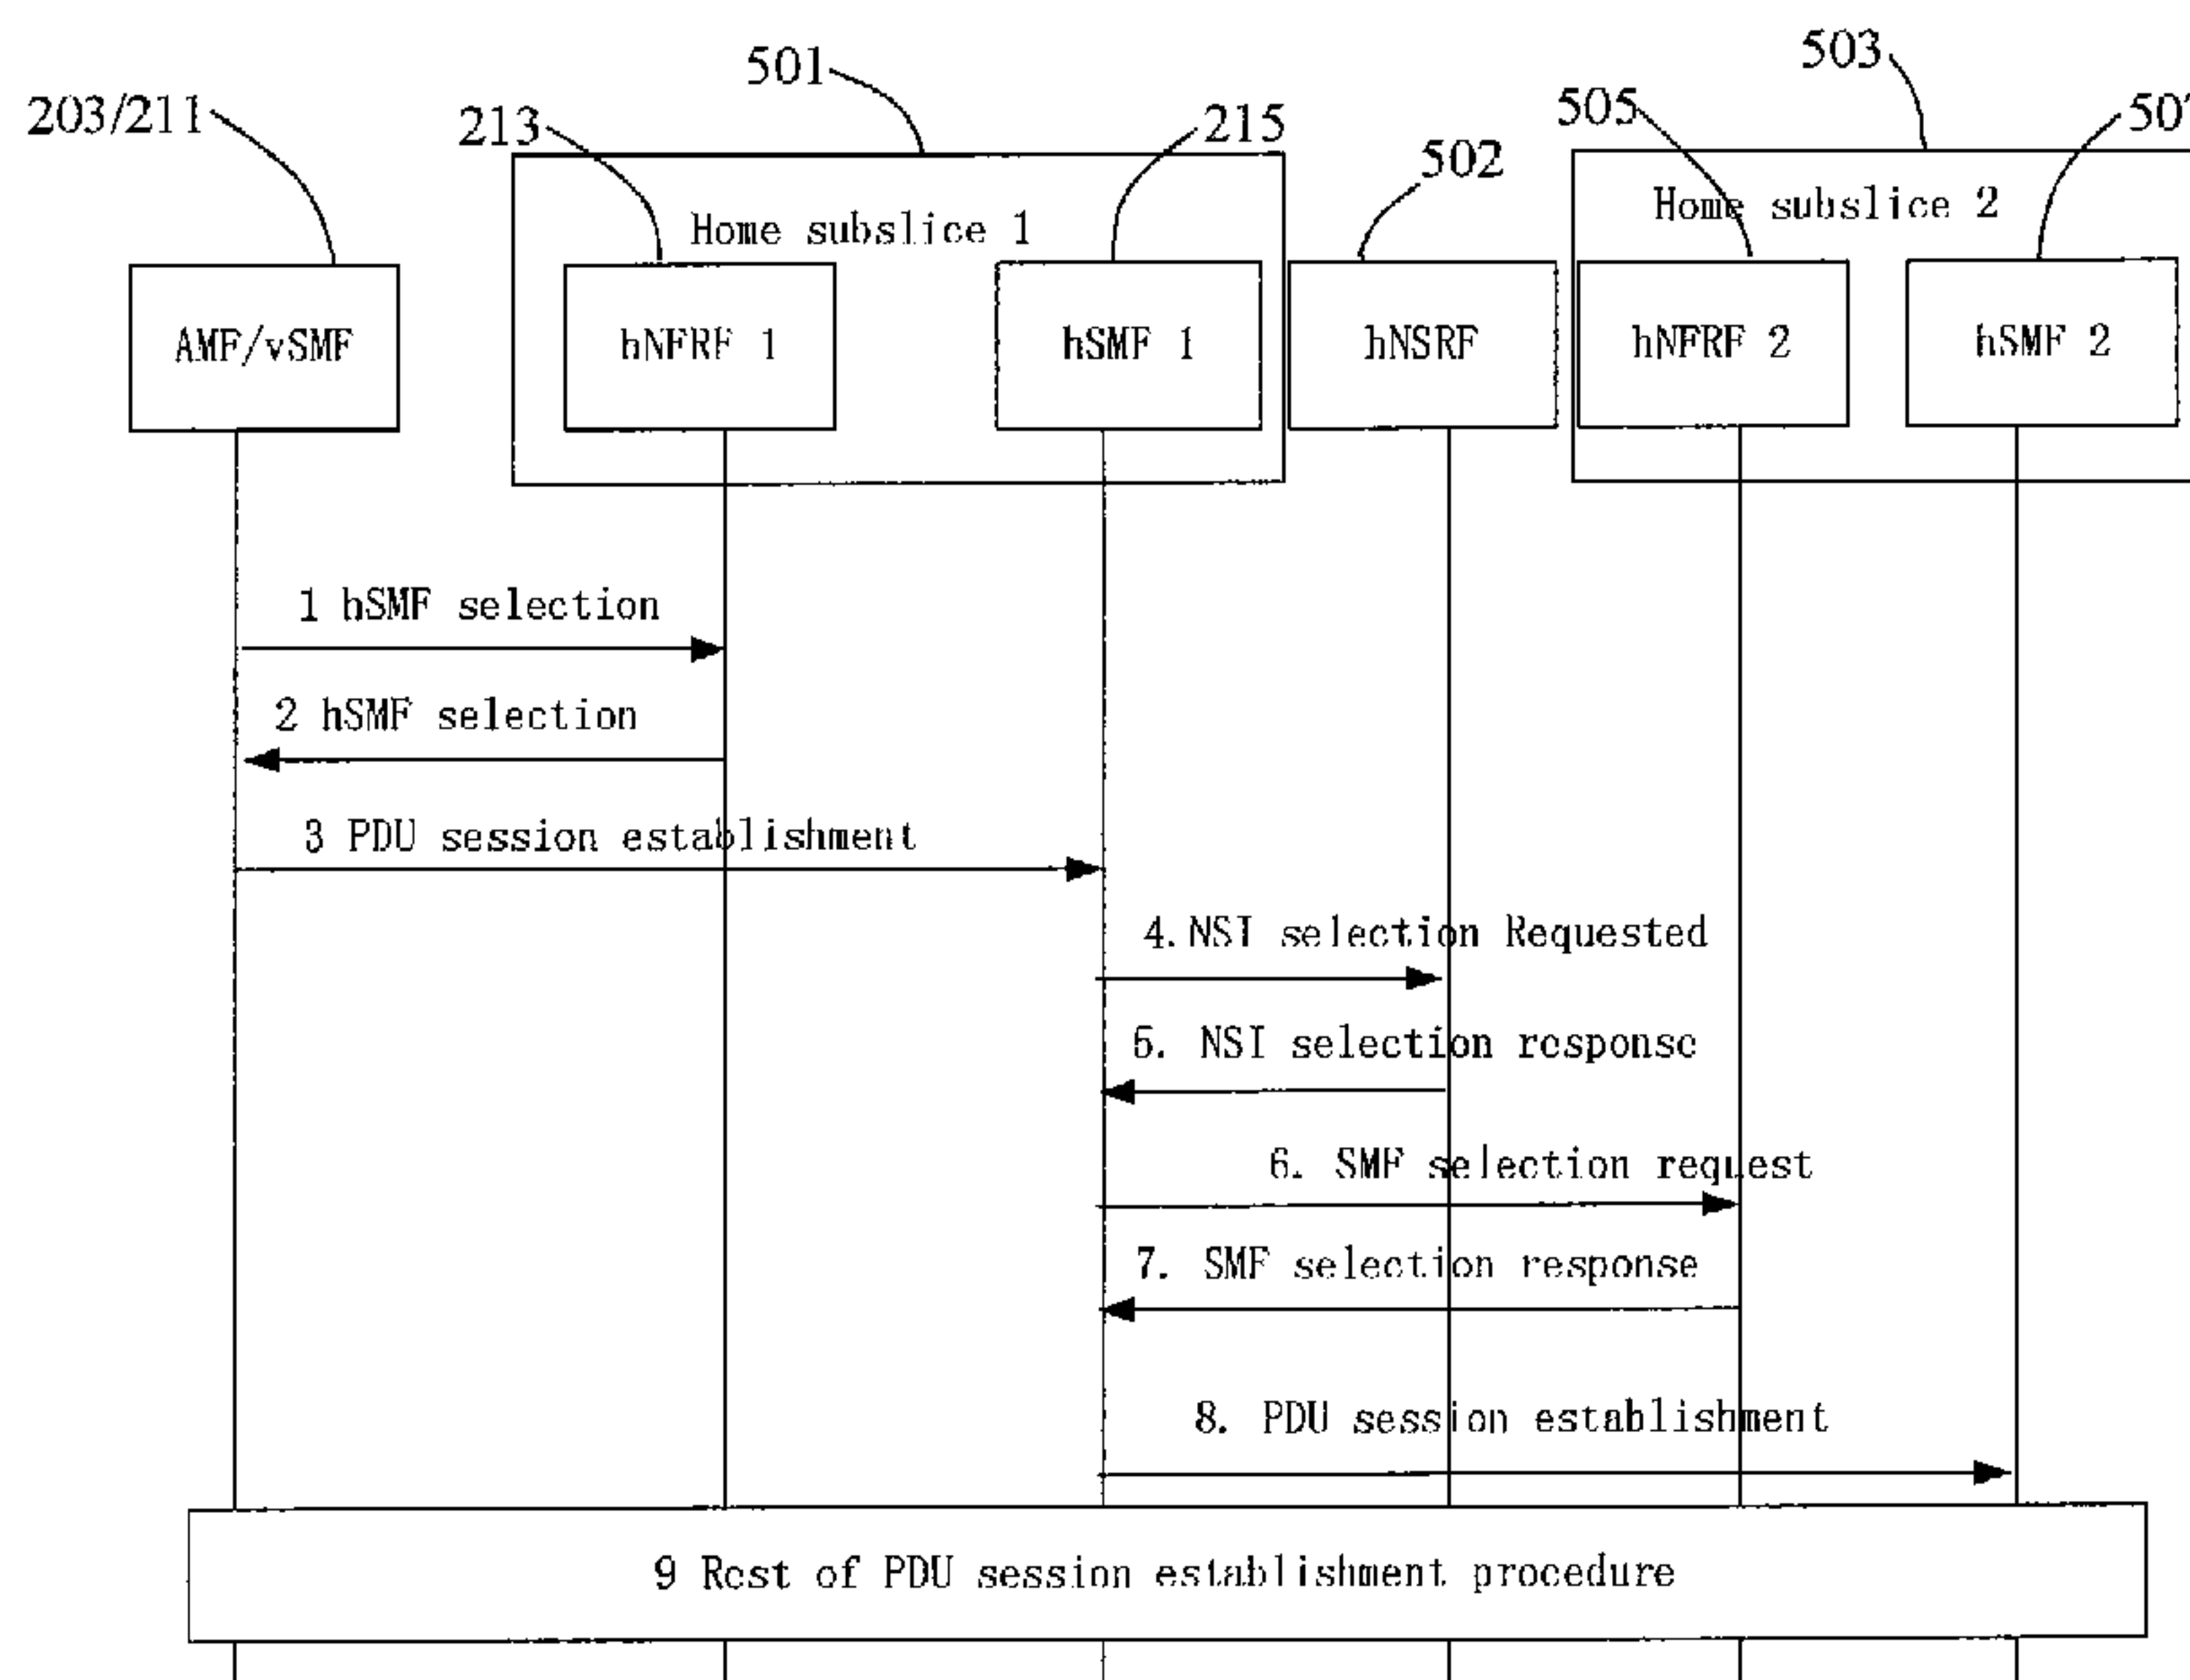 501
503
203/211
213
215
505
502
Home subslice 1
Home subslice 2
AMF/vSMF
hNFRF 1
hSMF 1
hNSRF
hNFRF 2
hSMF 2
1 hSMF selection
2 hSMF selection
3 PDU session establishment
4. NSI selection Requested
5. NSI selection response
6. SMF selection request
7. SMF selection response
8. PDU session establishment
9 Rest of PDU session establishment procedure